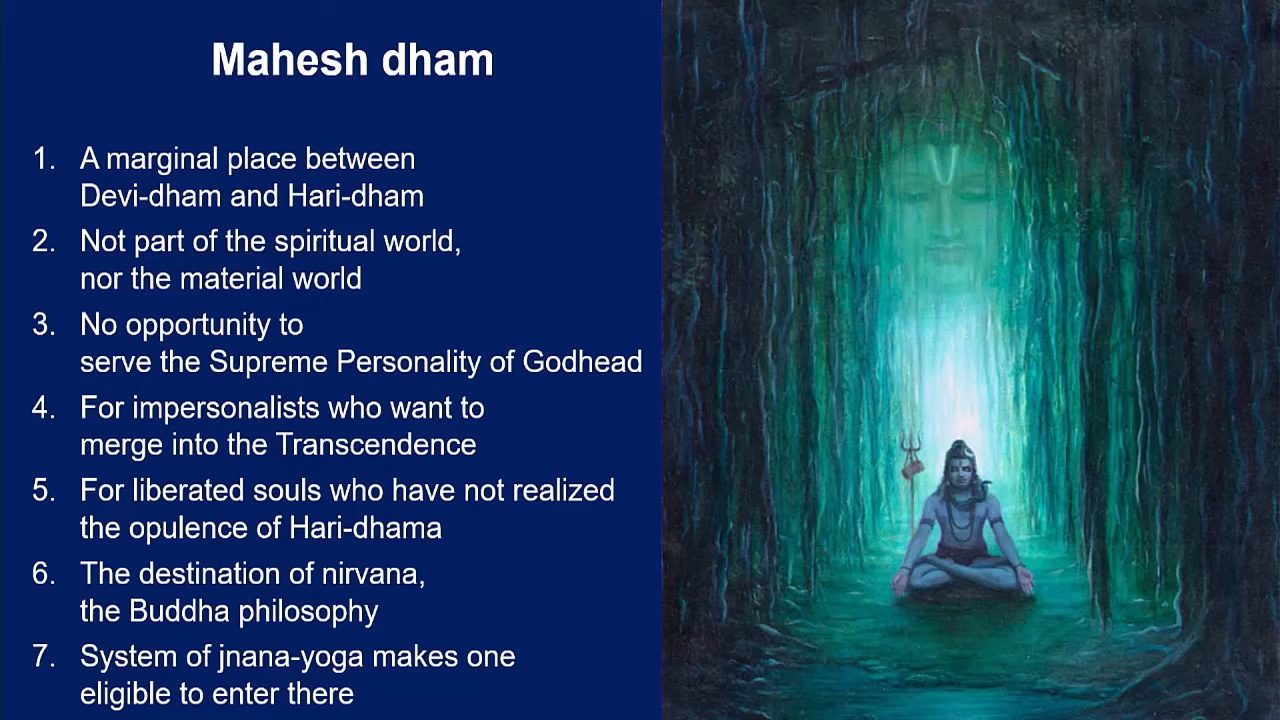 Mahesh dham
1. A marginal place between
Devi-dham and Hari-dham
2. Not part of the spiritual world,
nor the material world
3. No opportunity to
serve the Supreme Personality of Godhead
4. For impersonalists who want to
merge into the Transcendence
5. For liberated souls who have not realized
the opulence of Hari-dhama
6. The destination of nirvana,
the Buddha philosophy
7. System of jnana-yoga makes one
eligible to enter there